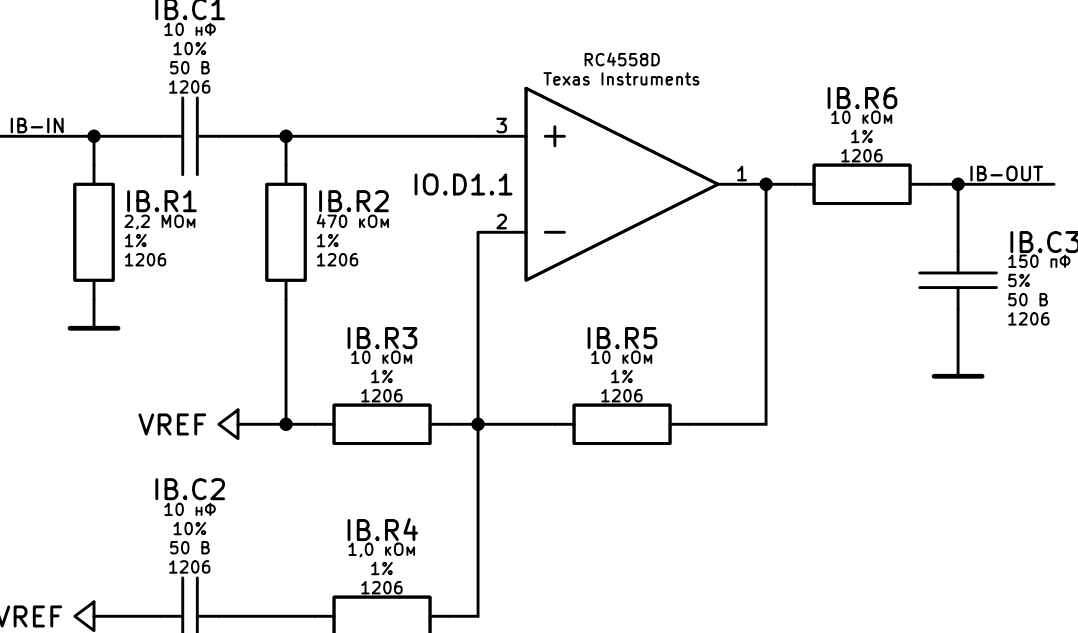 IB.C1
10 нФ
10%
50 В
1206
RC4558D
Texas Instruments
IB-IN
3
IB.R6
10 кОм
1%
1206
IO.D1.1
1
IB-OUT
IB.R1
2,2 МОм
1%
1206
IB.R2
470 кОм
1%
1206
2
IB.C3
150 пФ
5%
50 В
1206
IB.R3
10 кОм
1%
1206
IB.R5
10 кОм
1%
1206
VREF
IB.C2
10 нФ
10%
50 В
1206
IB.R4
1,0 кОм
1%
1206
VREF